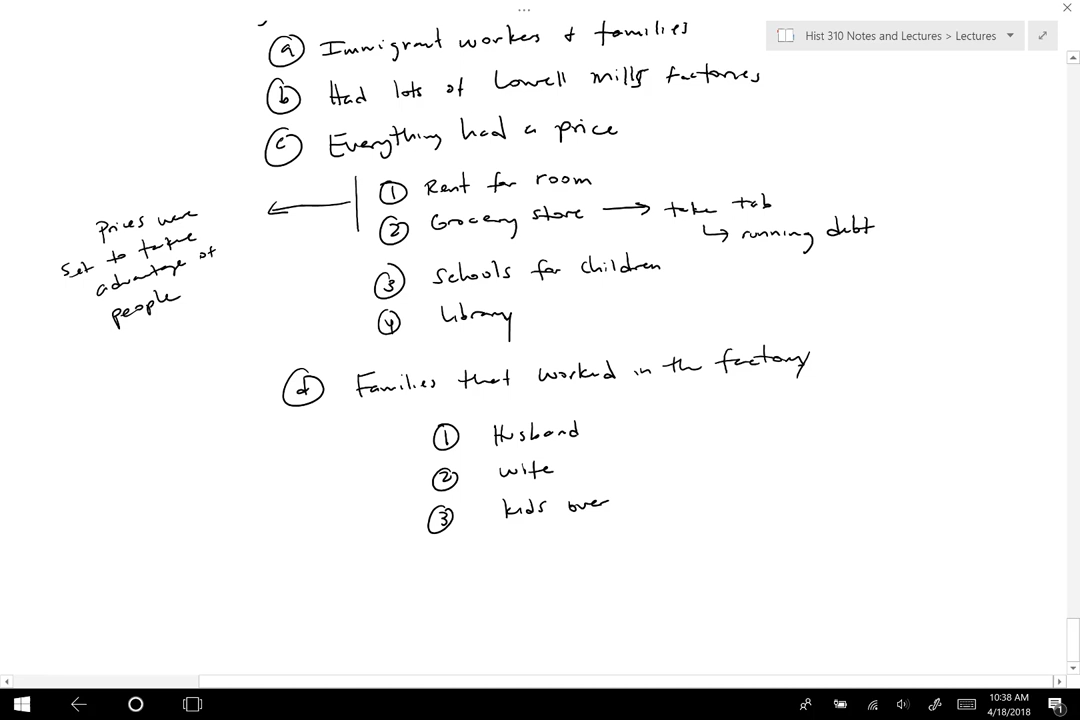 ...
Hist 310 Notes and Lectures > Lectures
a Immigrant workes & families
b Had lots of Lowell mills factories
c Everything had a price
1 Rent for room
2 Grocery store → take tab
↳ running debt
Prices were
set to take
advantage of
people
3 Schools for children
4 Library
d Families that worked in the factory
1 Husband
2 wife
3 kids over
10:38 AM
4/18/2018
1